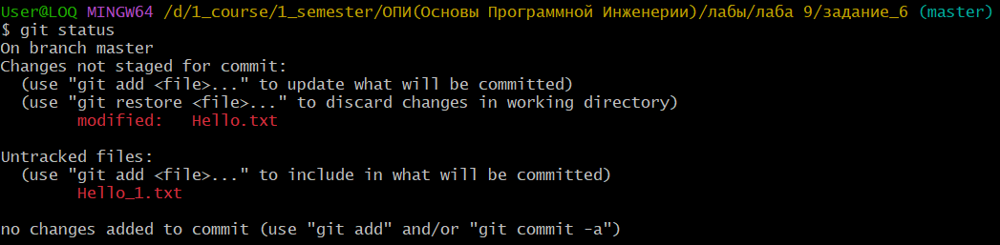 User@LOQ MINGW64 /d/1_course/1_semester/ОПИ(Основы Программной Инженерии)/лабы/лаба 9/задание_6 (master)
$ git status
On branch master
Changes not staged for commit:
  (use "git add <file>..." to update what will be committed)
  (use "git restore <file>..." to discard changes in working directory)
        modified:   Hello.txt

Untracked files:
  (use "git add <file>..." to include in what will be committed)
        Hello_1.txt

no changes added to commit (use "git add" and/or "git commit -a")